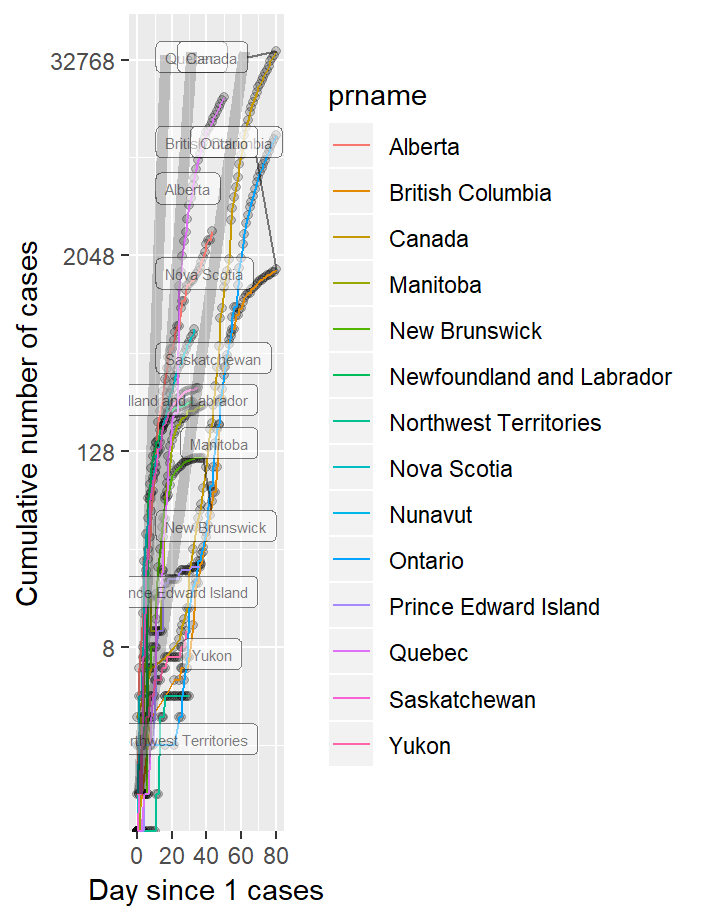 prname
Alberta
British Columbia
Canada
Manitoba
New Brunswick
Newfoundland and Labrador
Northwest Territories
Nova Scotia
Nunavut
Ontario
Prince Edward Island
Quebec
Saskatchewan
Yukon
Cumulative number of cases
32768
2048
128
8
Canada
Ontario
Alberta
Nova Scotia
Saskatchewan
lland and Labrador
Manitoba
New Brunswick
nce Edward Island
Yukon
rthwest Territories
0 20 40 60 80
Day since 1 cases